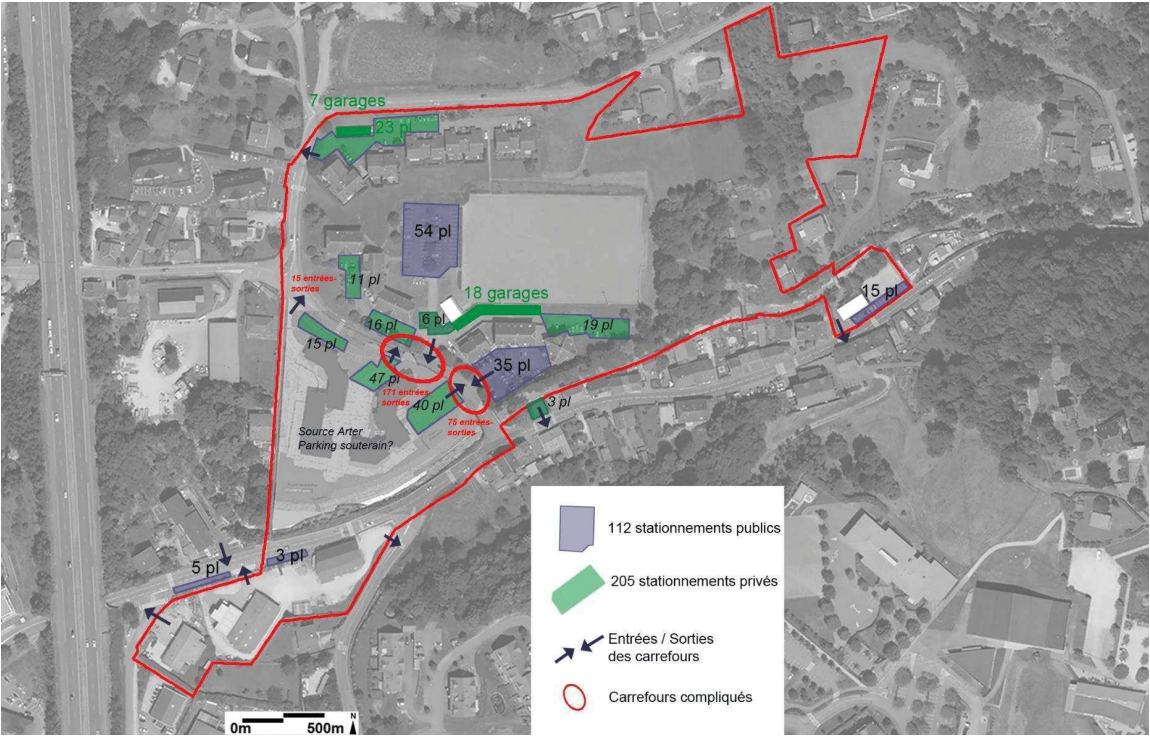 7 garages
23 pl
54 pl
11 pl
15 entrées-
sorties
18 garages
15 pl
6 pl
16 pl
19 pl
15 pl
35 pl
47 pl
171 entrées
sorties
40 pl
3 pl
75 entrées-
sorties
Source Arter
Parking souterain?
5 pl
3 pl
112 stationnements publics
205 stationnements privés
Entrées / Sorties
des carrefours
Carrefours compliqués
0m 500m N